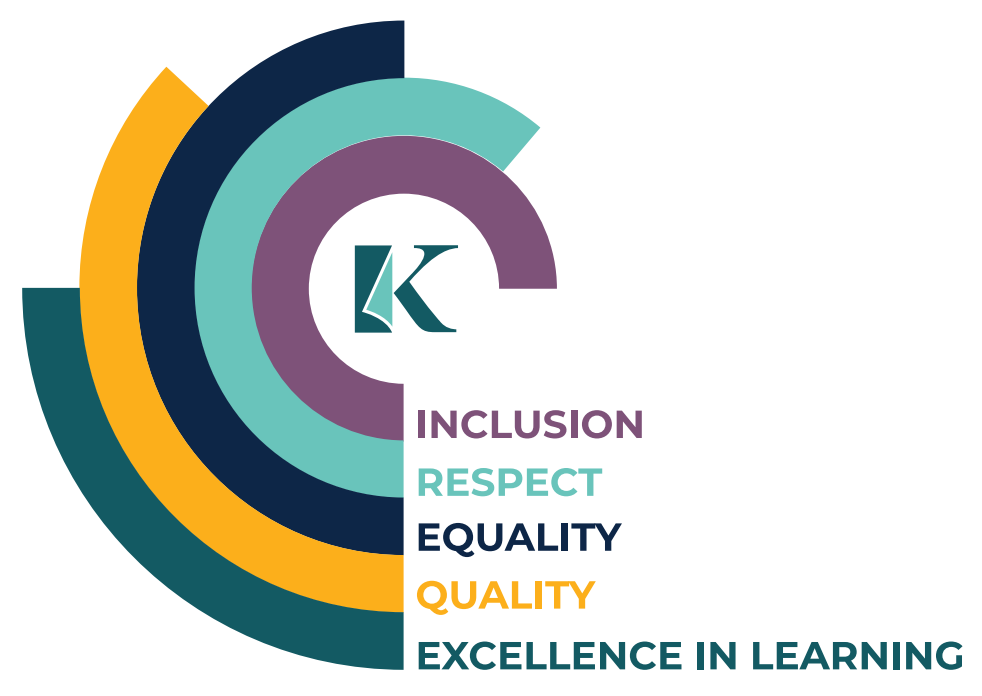 K
INCLUSION
RESPECT
EQUALITY
QUALITY
EXCELLENCE IN LEARNING